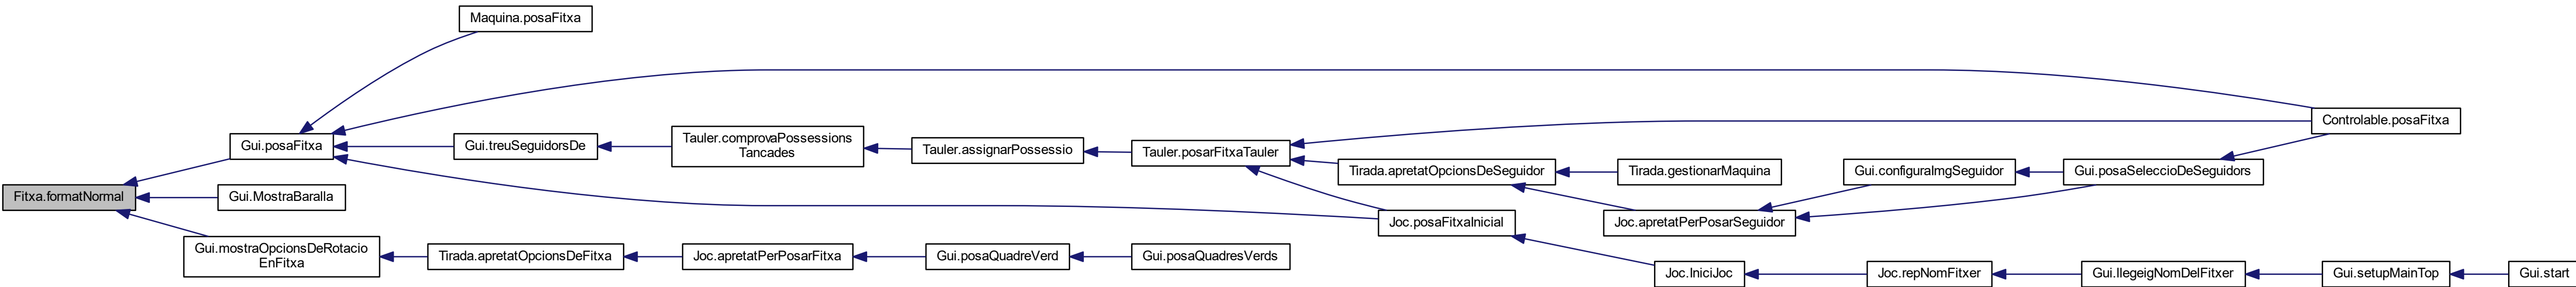 Maquina.posaFitxa
Controlable.posaFitxa
Gui.posaFitxa
Gui.treuSeguidorsDe
Tauler.comprovaPossessions
Tancades
Tauler.assignarPossessio
Tauler.posarFitxaTauler
Tirada.apretatOpcionsDeSeguidor
Tirada.gestionarMaquina
Gui.configuraImgSeguidor
Gui.posaSeleccioDeSeguidors
Fitxa.formatNormal
Gui.MostraBaralla
Joc.posaFitxaInicial
Joc.apretatPerPosarSeguidor
Gui.mostraOpcionsDeRotacio
EnFitxa
Tirada.apretatOpcionsDeFitxa
Joc.apretatPerPosarFitxa
Gui.posaQuadreVerd
Gui.posaQuadresVerds
Joc.IniciJoc
Joc.repNomFitxer
Gui.llegeigNomDelFitxer
Gui.setupMainTop
Gui.start